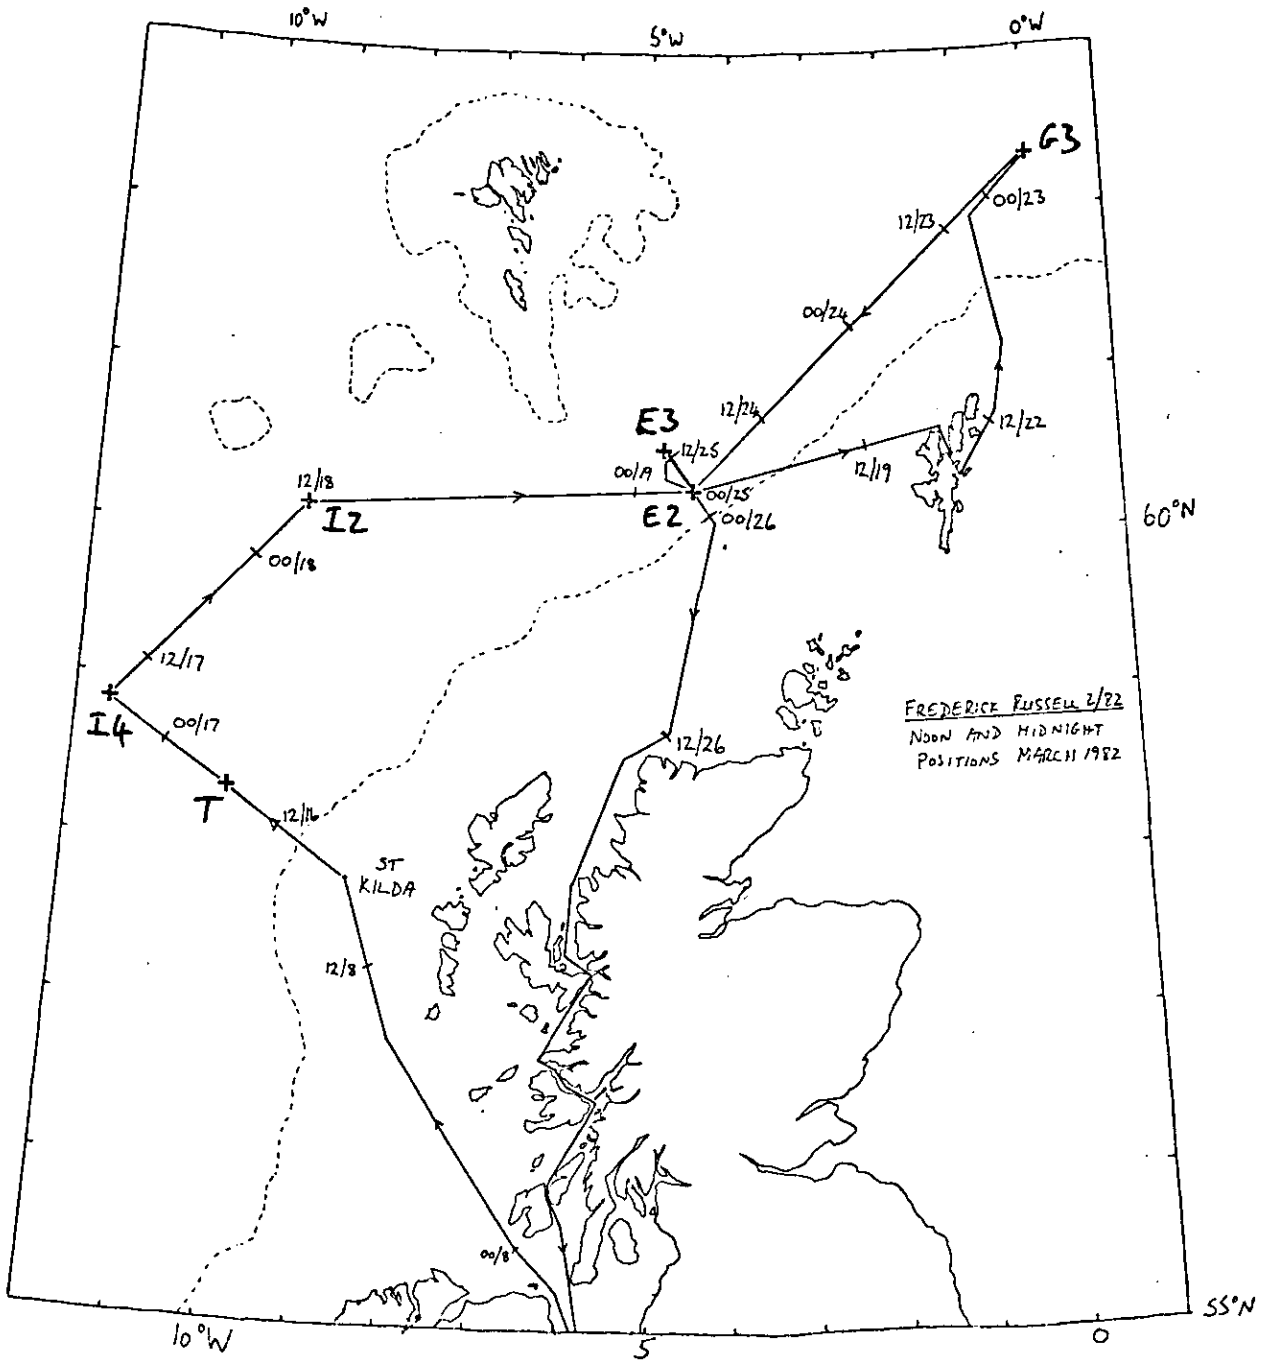 10°W
5°W
0°W
G3
00/23
12/23
00/24
12/24
12/22
E3
12/25
00/19
12/19
12/18
00/25
I2
E2
00/26
60°N
00/18
12/17
I4
00/17
FREDERICK RUSSELL 2/82
NOON AND MIDNIGHT
POSITIONS MARCH 1982
12/26
T
12/16
ST
KILDA
12/8
00/8
55°N
10°W
5
0